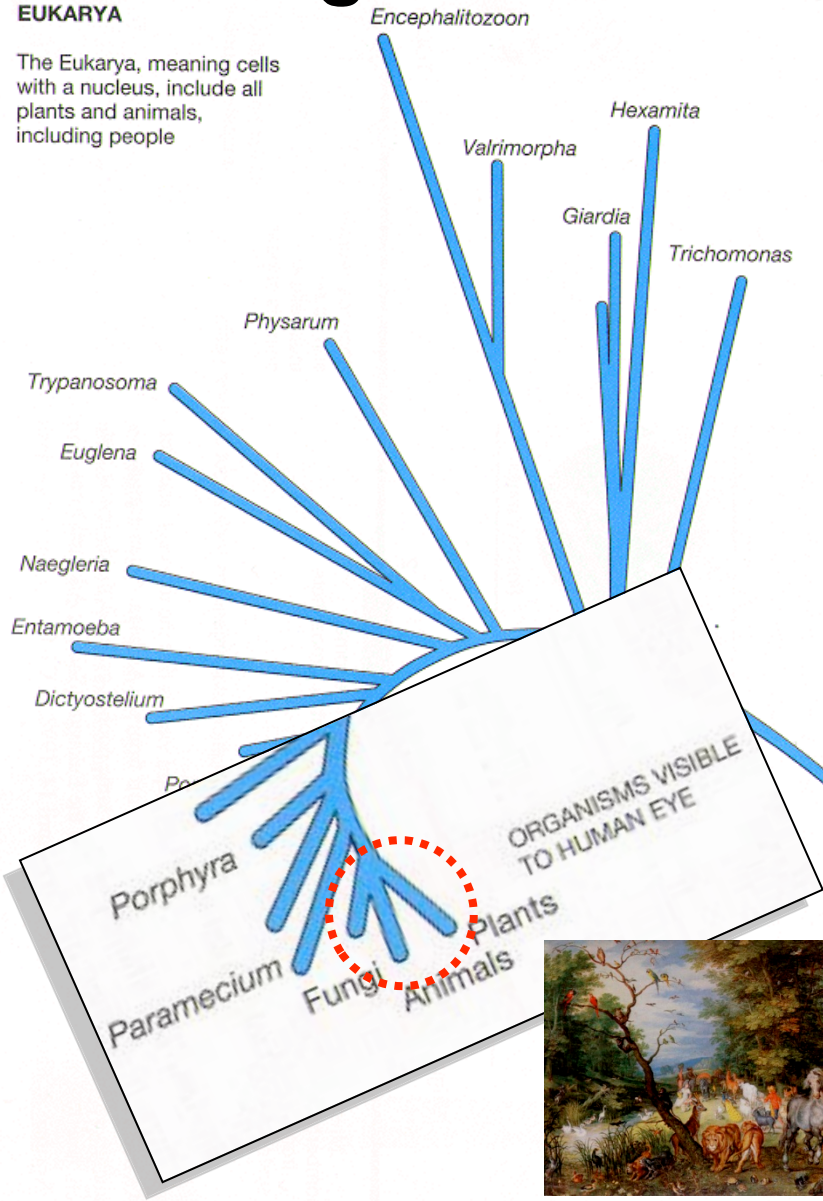 EUKARYA
The Eukarya, meaning cells
with a nucleus, include all
plants and animals,
including people
Encephalitozoon
Hexamita
Valrimorpha
Giardia
Trichomonas
Physarum
Trypanosoma
Euglena
Naegleria
Entamoeba
Dictyostelium
ORGANISMS VISIBLE
TO HUMAN EYE
Porphyra
Plants
Paramecium
Fungi
Animals